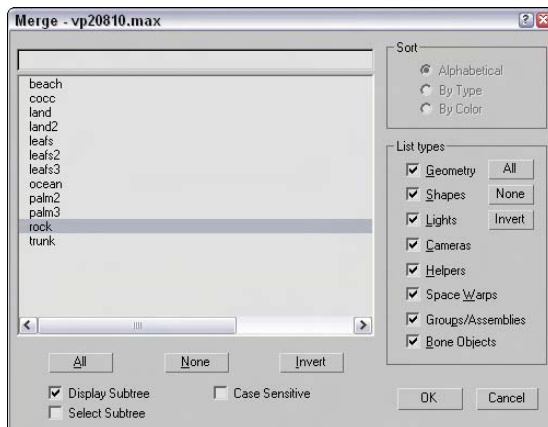 Merge - vp20810.max
beach
cocc
land
land2
leafs
leafs2
leafs3
ocean
palm2
palm3
rock
trunk
All
None
Invert
Display Subtree
Case Sensitive
Select Subtree
Sort
Alphabetical
By Type
By Color
List types
Geometry
All
Shapes
None
Lights
Invert
Cameras
Helpers
Space Warps
Groups/Assemblies
Bone Objects
OK
Cancel